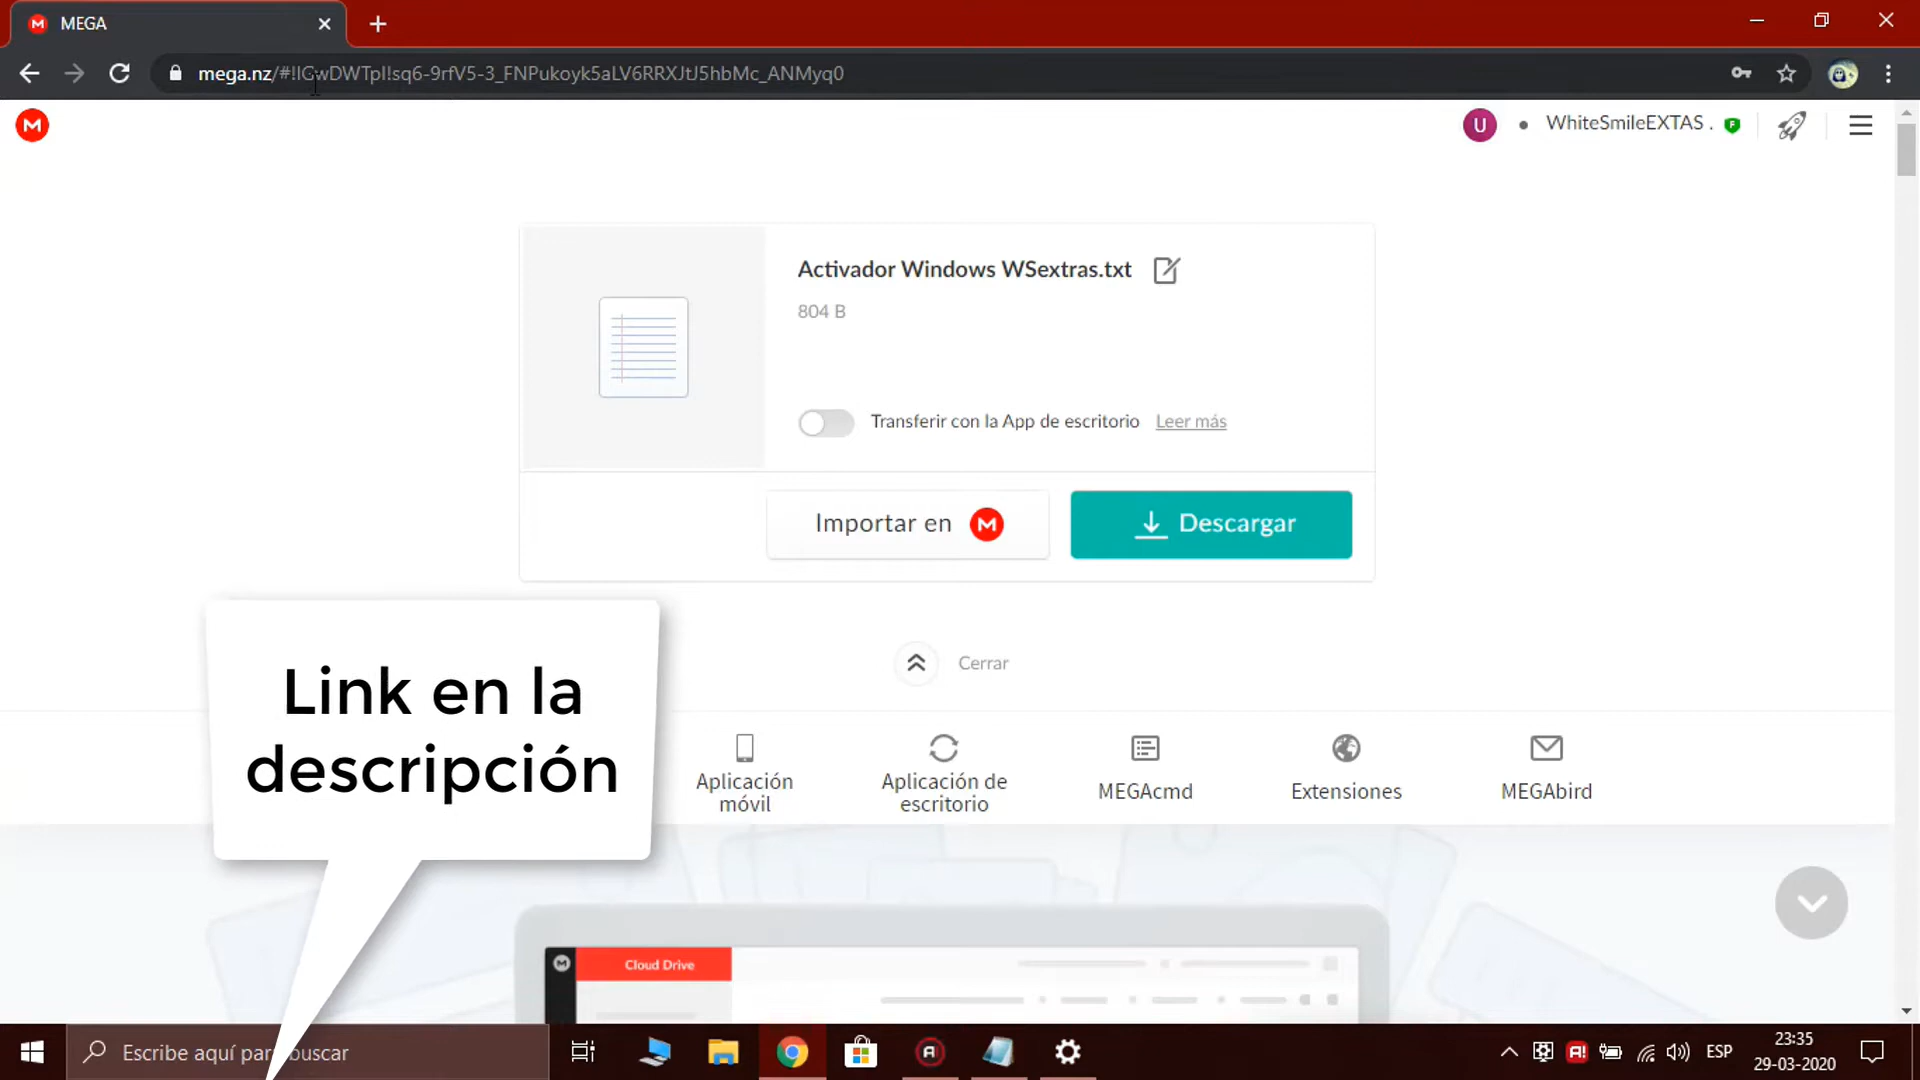 MEGA
mega.nz/#!IGwDWTpI!sq6-9rfV5-3_FNPukoyk5aLV6RRXJtJ5hbMc_ANMyq0
U
WhiteSmileEXTAS .
Activador Windows WSextras.txt
804 B
Transferir con la App de escritorio Leer más
Importar en
Descargar
Cerrar
Link en la
descripción
Aplicación
móvil
Aplicación de
escritorio
MEGAcmd
Extensiones
MEGAbird
Cloud Drive
Escribe aquí para buscar
ESP
23:35
29-03-2020